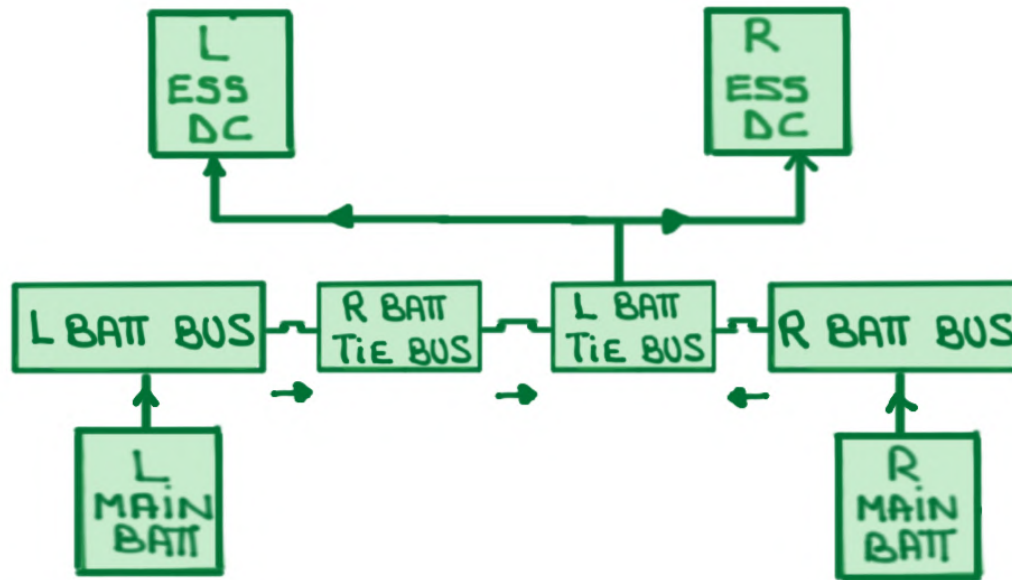 L
ESS
DC
R
ESS
DC
L BATT BUS
R BATT
TiE BUS
L BATT
TiE BUS
R BATT BUS
L
MAiN
BATT
R
MAiN
BATT